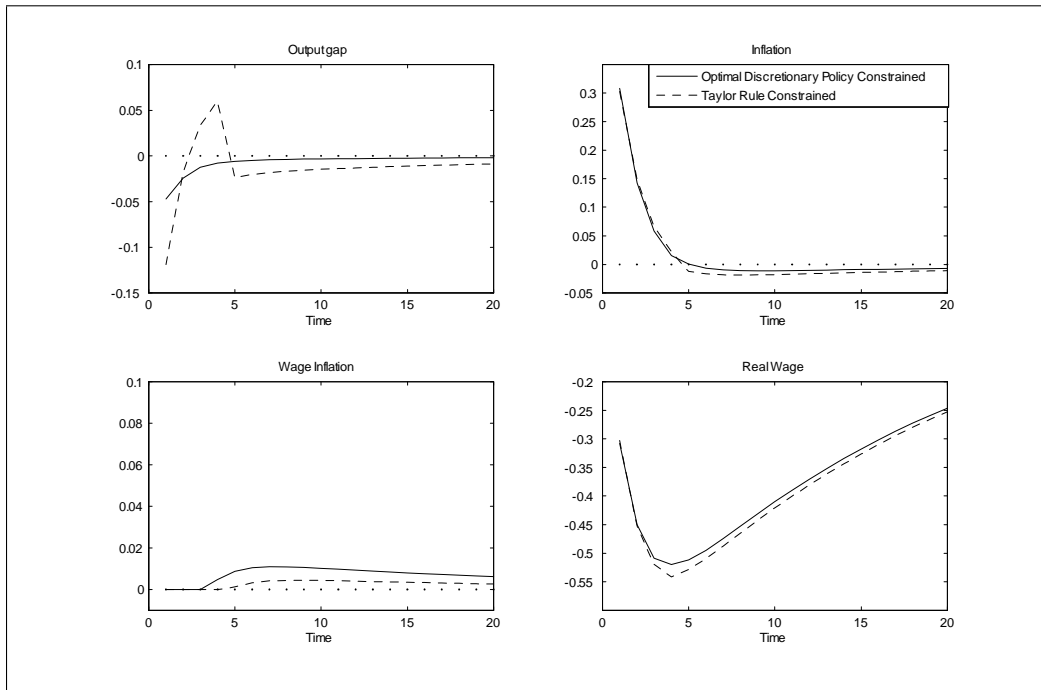 Output gap
0.1
0.05
0
-0.05
-0.1
-0.15
0 5 10 15 20
Time
Inflation
Optimal Discretionary Policy Constrained
Taylor Rule Constrained
0.3
0.25
0.2
0.15
0.1
0.05
0
-0.05
0 5 10 15 20
Time
Wage Inflation
0.1
0.08
0.06
0.04
0.02
0
0 5 10 15 20
Time
Real Wage
-0.2
-0.25
-0.3
-0.35
-0.4
-0.45
-0.5
-0.55
0 5 10 15 20
Time